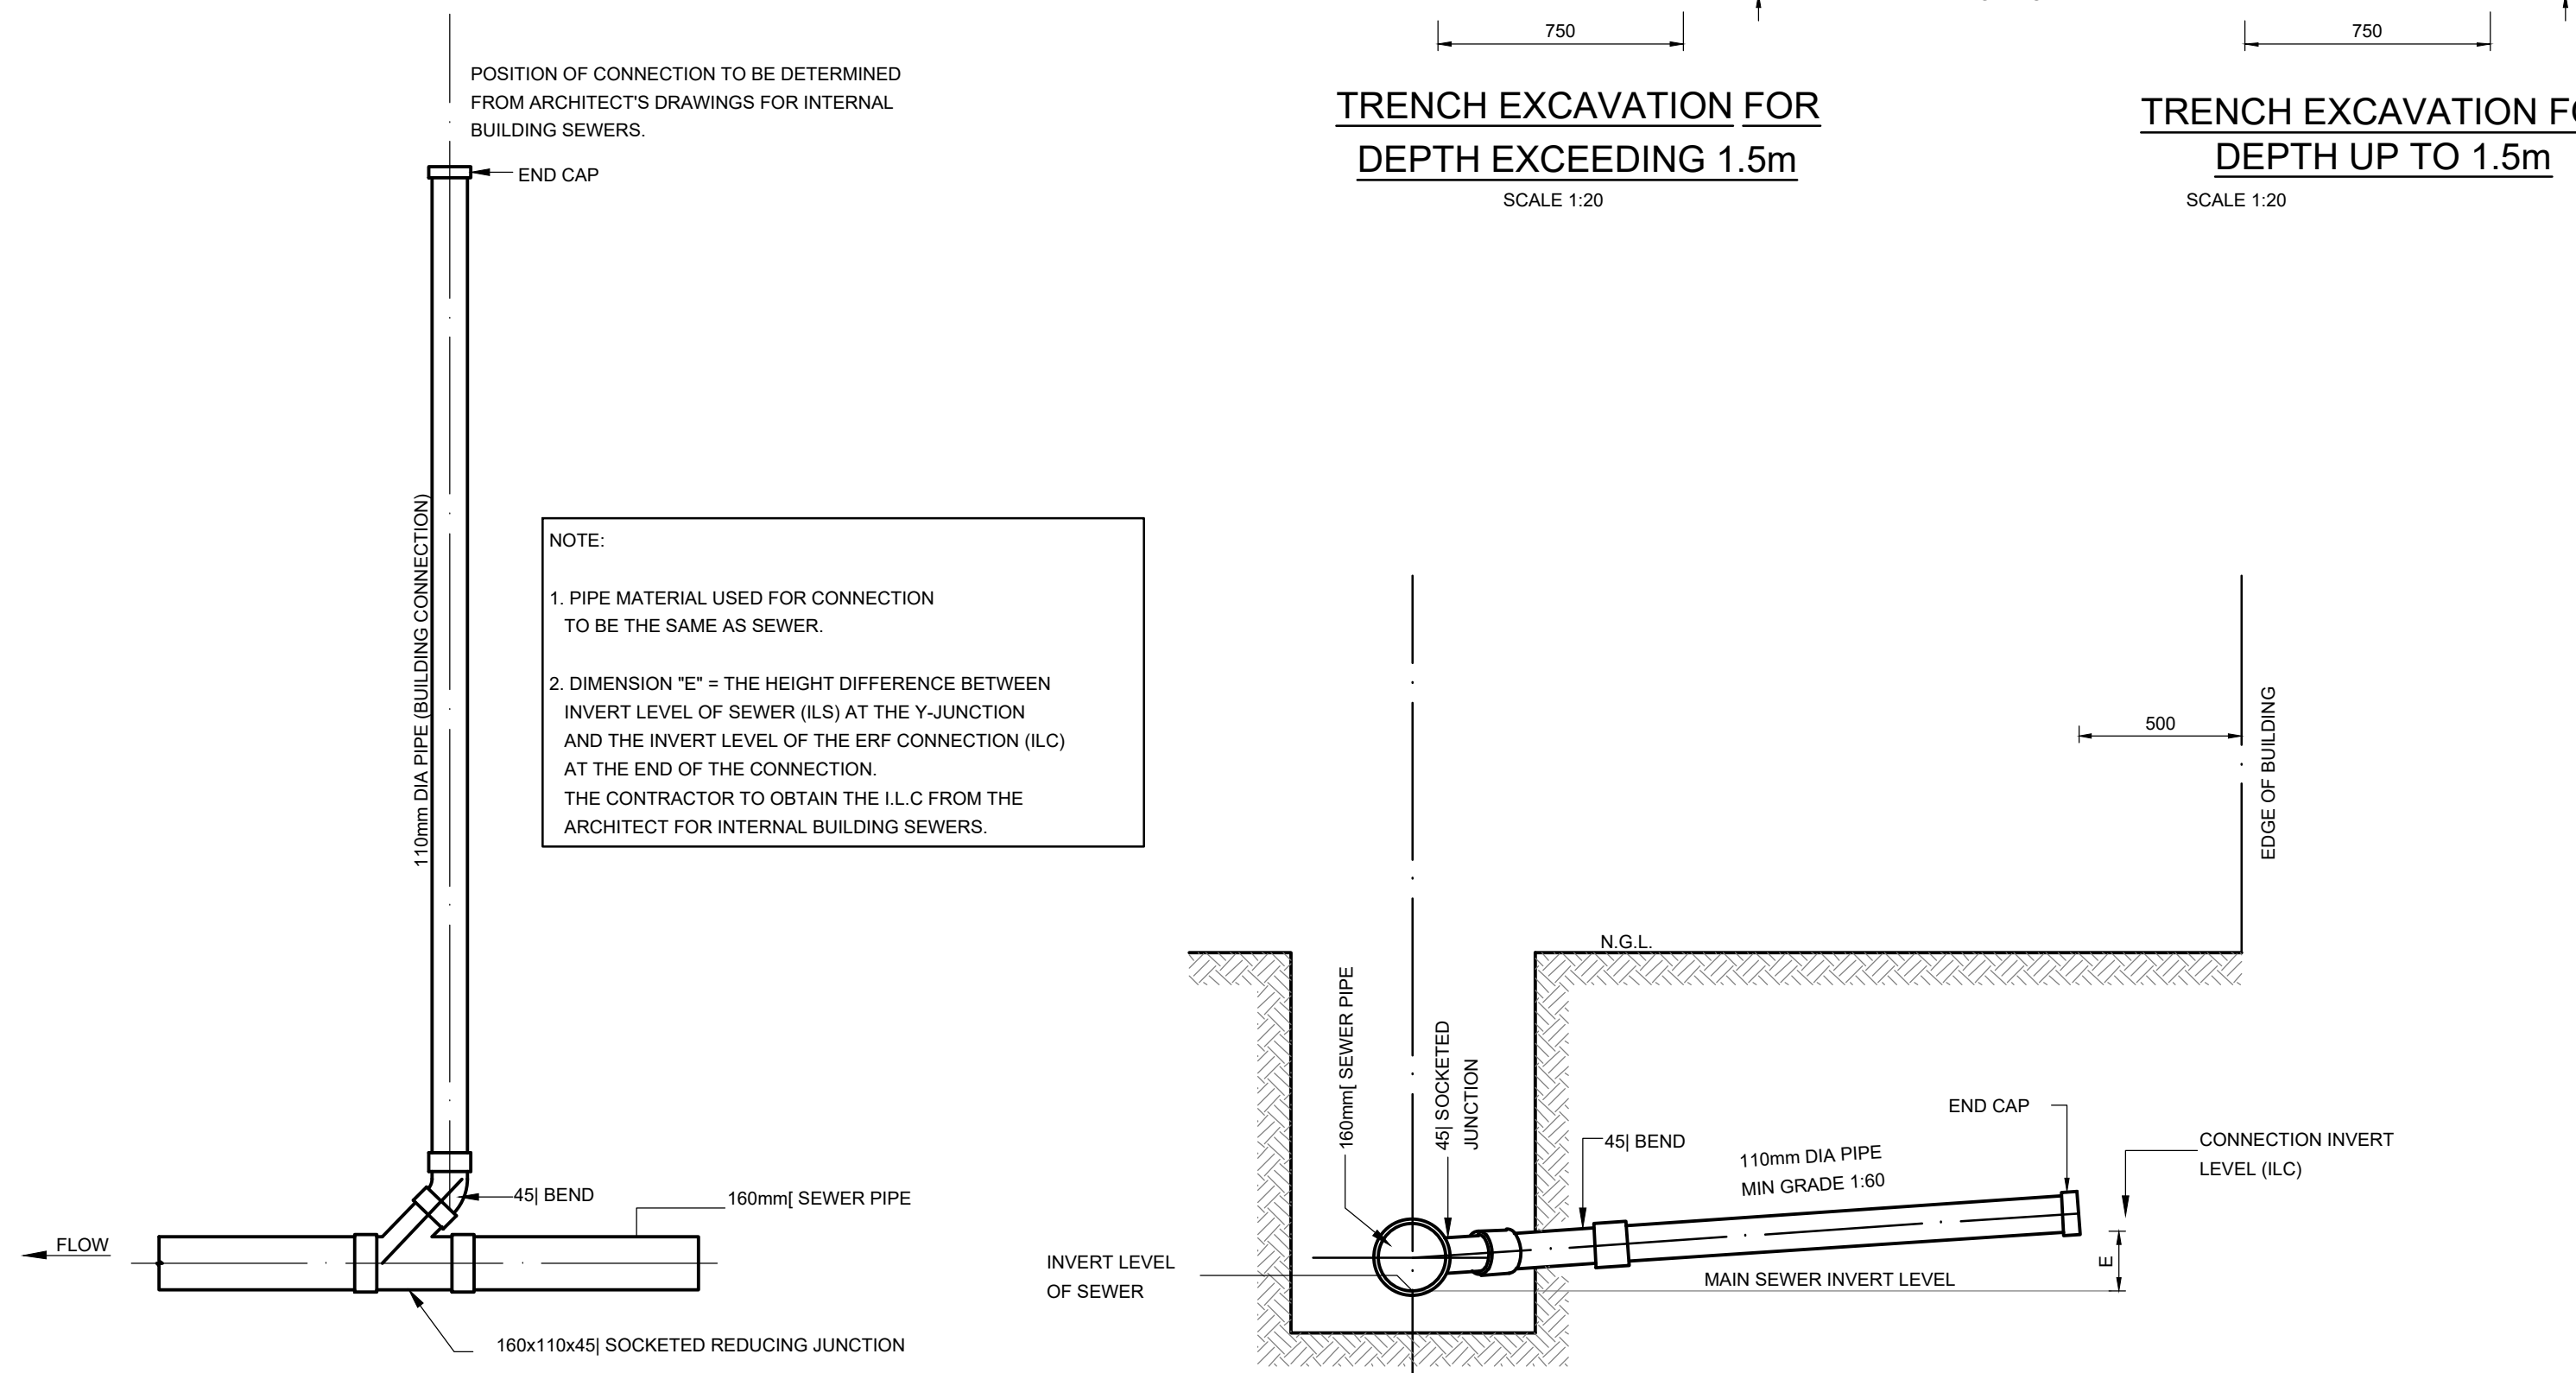 POSITION OF CONNECTION TO BE DETERMINED
FROM ARCHITECT'S DRAWINGS FOR INTERNAL
BUILDING SEWERS.
END CAP
110mm DIA PIPE (BUILDING CONNECTION)
NOTE:
1. PIPE MATERIAL USED FOR CONNECTION
TO BE THE SAME AS SEWER.
2. DIMENSION "E" = THE HEIGHT DIFFERENCE BETWEEN
INVERT LEVEL OF SEWER (ILS) AT THE Y-JUNCTION
AND THE INVERT LEVEL OF THE ERF CONNECTION (ILC)
AT THE END OF THE CONNECTION.
THE CONTRACTOR TO OBTAIN THE I.L.C FROM THE
ARCHITECT FOR INTERNAL BUILDING SEWERS.
45| BEND
160mm[ SEWER PIPE
FLOW
160x110x45| SOCKETED REDUCING JUNCTION
750
TRENCH EXCAVATION FOR
DEPTH EXCEEDING 1.5m
SCALE 1:20
750
TRENCH EXCAVATION
DEPTH UP TO 1.5m
SCALE 1:20
500
EDGE OF BUILDING
N.G.L.
160mm[ SEWER PIPE
45| SOCKETED
JUNCTION
45| BEND
110mm DIA PIPE
MIN GRADE 1:60
END CAP
CONNECTION INVERT
LEVEL (ILC)
E
INVERT LEVEL
OF SEWER
MAIN SEWER INVERT LEVEL